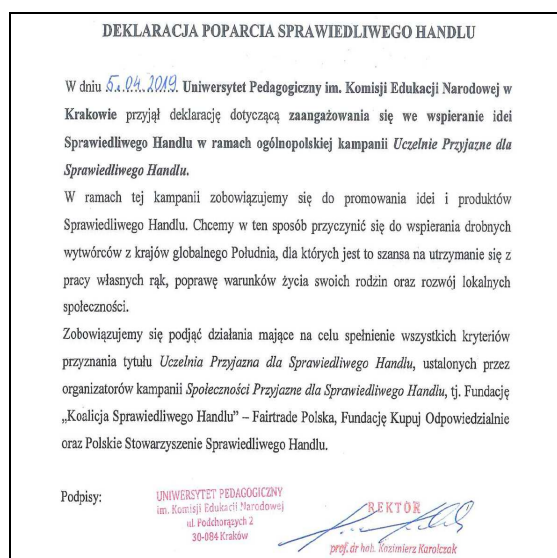 DEKLARACJA POPARCIA SPRAWIEDLIWEGO HANDLU
W dniu 5.04.2019 Uniwersytet Pedagogiczny im. Komisji Edukacji Narodowej w
Krakowie przyjął deklarację dotyczącą zaangażowania się we wspieranie idei
Sprawiedliwego Handlu w ramach ogólnopolskiej kampanii Uczelnie Przyjazne dla
Sprawiedliwego Handlu.
W ramach tej kampanii zobowiązujemy się do promowania idei i produktów
Sprawiedliwego Handlu. Chcemy w ten sposób przyczynić się do wspierania drobnych
wytwórców z krajów globalnego Południa, dla których jest to szansa na utrzymanie się z
pracy własnych rąk, poprawę warunków życia swoich rodzin oraz rozwój lokalnych
społeczności.
Zobowiązujemy się podjąć działania mające na celu spełnienie wszystkich kryteriów
przyznania tytułu Uczelnia Przyjazna dla Sprawiedliwego Handlu, ustalonych przez
organizatorów kampanii Społeczności Przyjazne dla Sprawiedliwego Handlu, tj. Fundację
„Koalicja Sprawiedliwego Handlu” – Fairtrade Polska, Fundację Kupuj Odpowiedzialnie
oraz Polskie Stowarzyszenie Sprawiedliwego Handlu.
Podpisy:
UNIWERSYTET PEDAGOGICZNY
im. Komisji Edukacji Narodowej
ul. Podchorążych 2
30-084 Kraków
REKTOR
prof. dr hab. Kazimierz Karolczak